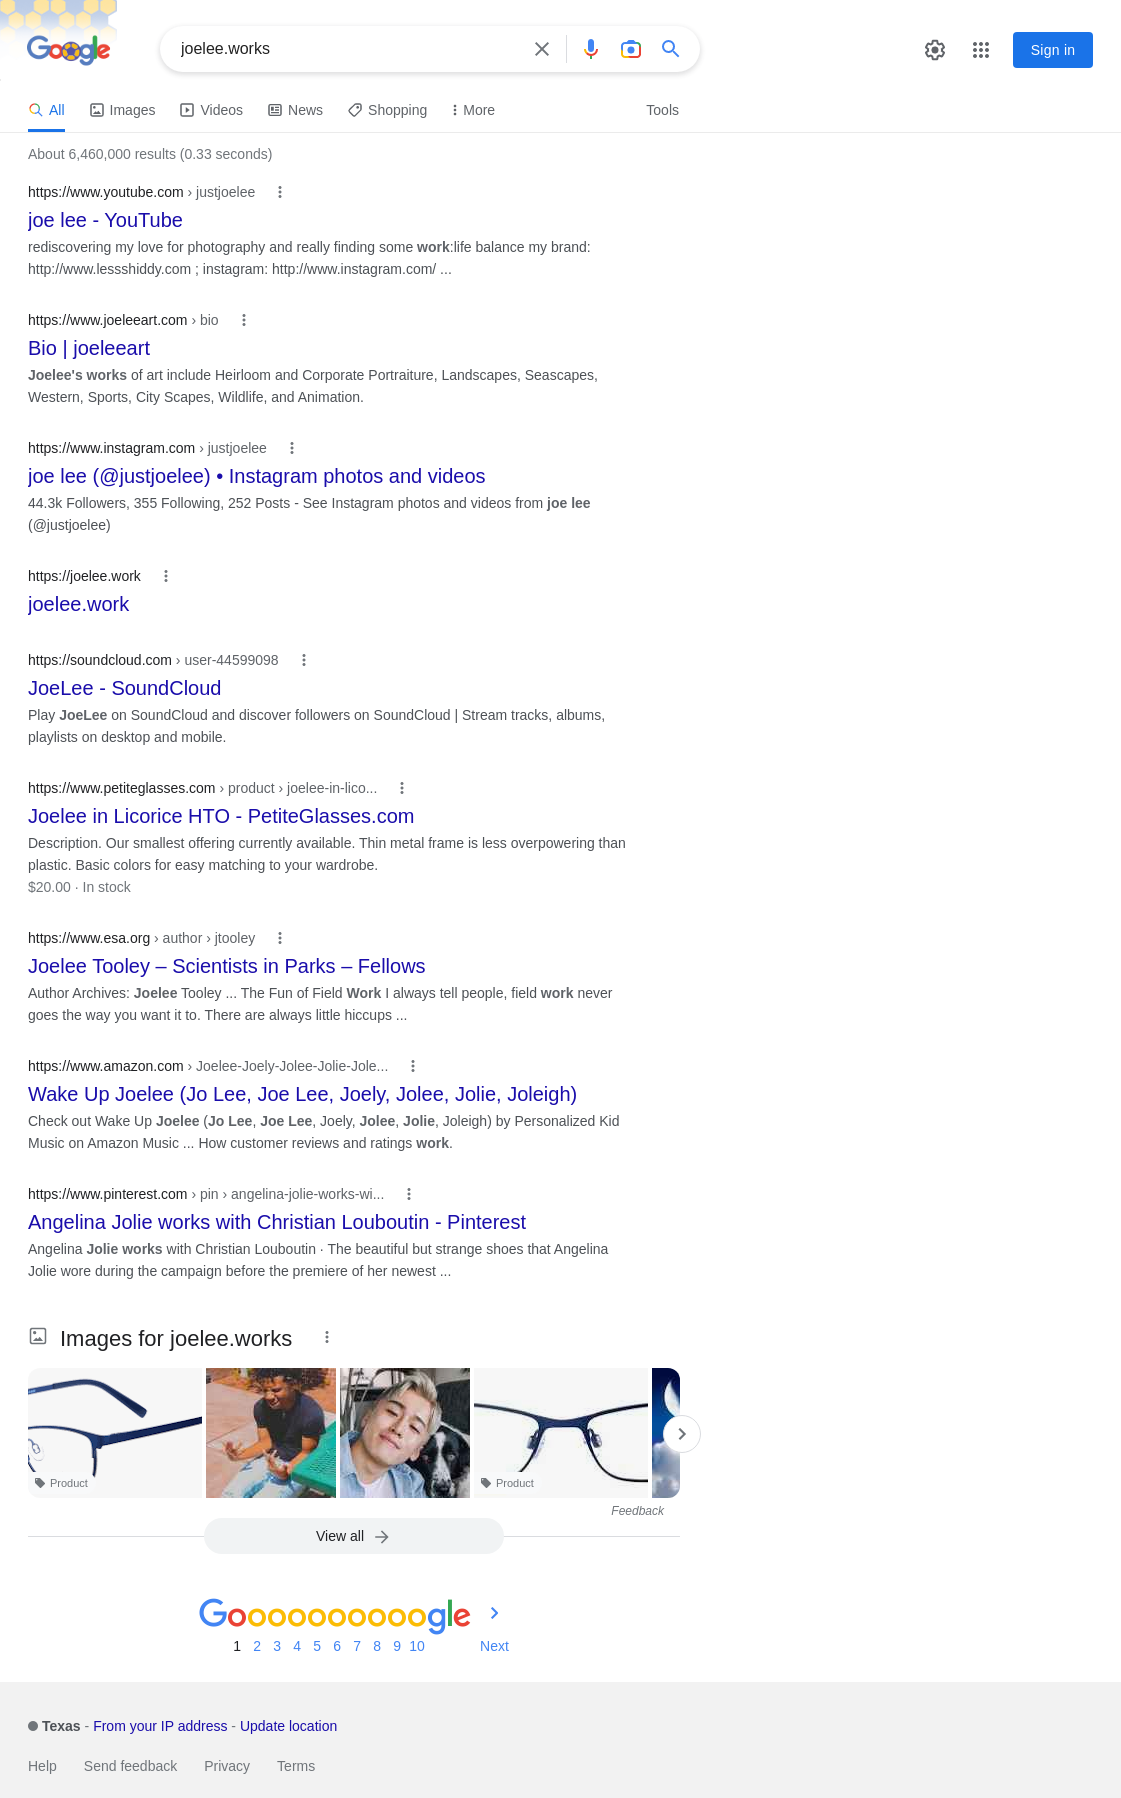 Google
joelee.works
Sign in
All
Images
Videos
News
Shopping
More
Tools
About 6,460,000 results (0.33 seconds)
https://www.youtube.com › justjoelee
joe lee - YouTube
rediscovering my love for photography and really finding some work:life balance my brand:
http://www.lessshiddy.com ; instagram: http://www.instagram.com/ ...
https://www.joeleeart.com › bio
Bio | joeleeart
Joelee's works of art include Heirloom and Corporate Portraiture, Landscapes, Seascapes,
Western, Sports, City Scapes, Wildlife, and Animation.
https://www.instagram.com › justjoelee
joe lee (@justjoelee) • Instagram photos and videos
44.3k Followers, 355 Following, 252 Posts - See Instagram photos and videos from joe lee
(@justjoelee)
https://joelee.work
joelee.work
https://soundcloud.com › user-44599098
JoeLee - SoundCloud
Play JoeLee on SoundCloud and discover followers on SoundCloud | Stream tracks, albums,
playlists on desktop and mobile.
https://www.petiteglasses.com › product › joelee-in-lico...
Joelee in Licorice HTO - PetiteGlasses.com
Description. Our smallest offering currently available. Thin metal frame is less overpowering than
plastic. Basic colors for easy matching to your wardrobe.
$20.00 · In stock
https://www.esa.org › author › jtooley
Joelee Tooley – Scientists in Parks – Fellows
Author Archives: Joelee Tooley ... The Fun of Field Work I always tell people, field work never
goes the way you want it to. There are always little hiccups ...
https://www.amazon.com › Joelee-Joely-Jolee-Jolie-Jole...
Wake Up Joelee (Jo Lee, Joe Lee, Joely, Jolee, Jolie, Joleigh)
Check out Wake Up Joelee (Jo Lee, Joe Lee, Joely, Jolee, Jolie, Joleigh) by Personalized Kid
Music on Amazon Music ... How customer reviews and ratings work.
https://www.pinterest.com › pin › angelina-jolie-works-wi...
Angelina Jolie works with Christian Louboutin - Pinterest
Angelina Jolie works with Christian Louboutin · The beautiful but strange shoes that Angelina
Jolie wore during the campaign before the premiere of her newest ...
Images for joelee.works
Product
Product
Feedback
View all
Goooooooooogle
1 2 3 4 5 6 7 8 9 10 Next
Texas - From your IP address - Update location
Help Send feedback Privacy Terms